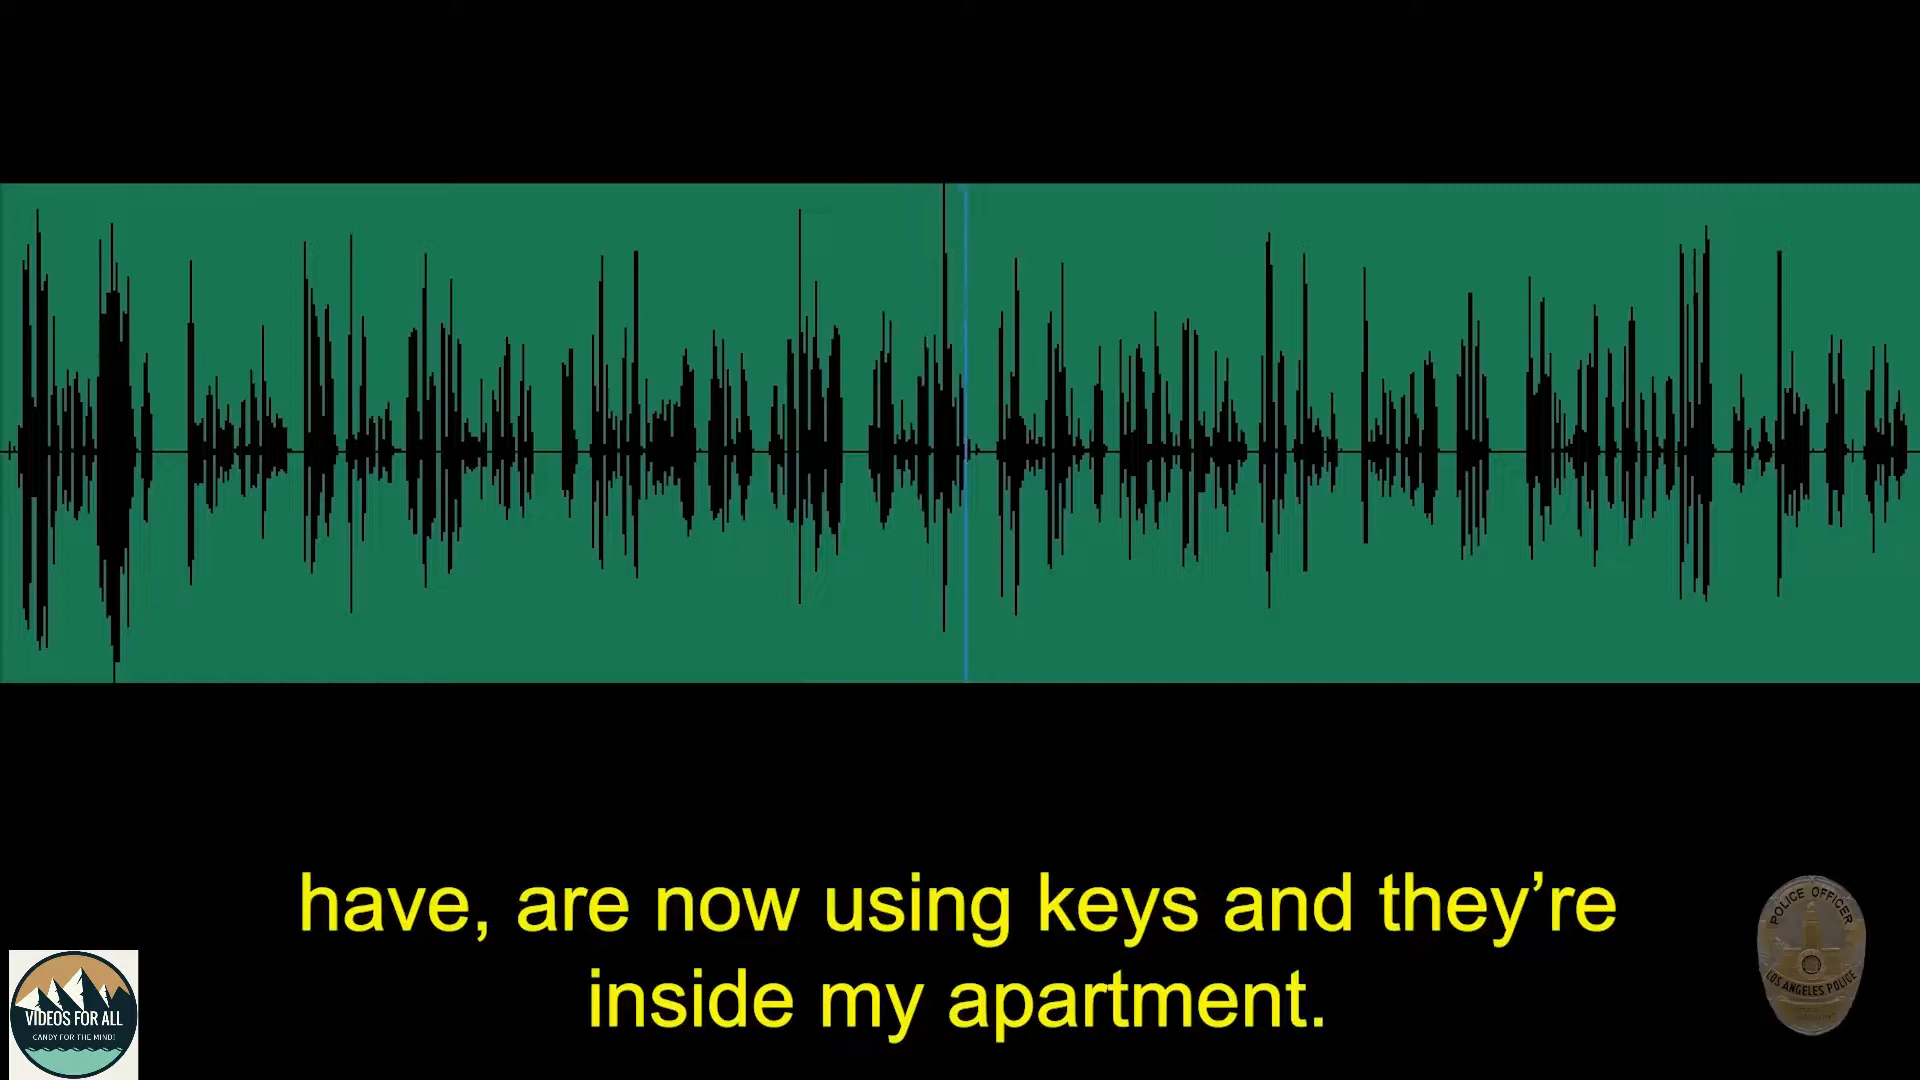 have, are now using keys and they’re
inside my apartment.
VIDEOS FOR ALL
CANDY FOR THE MIND!
POLICE OFFICER
LOS ANGELES POLICE